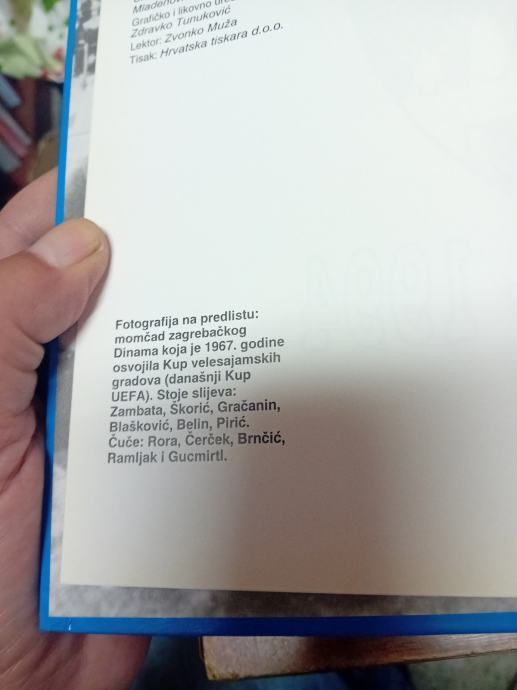 Mladenov
Grafičko i likovno
Zdravko Tunuković
Lektor: Zvonko Muža
Tisak: Hrvatska tiskara d.o.o.
Fotografija na predlistu:
momčad zagrebačkog
Dinama koja je 1967. godine
osvojila Kup velesajamskih
gradova (današnji Kup
UEFA). Stoje slijeva:
Zambata, Škorić, Gračanin,
Blašković, Belin, Pirić.
Čuče: Rora, Čerček, Brnčić,
Ramljak i Gucmirtl.